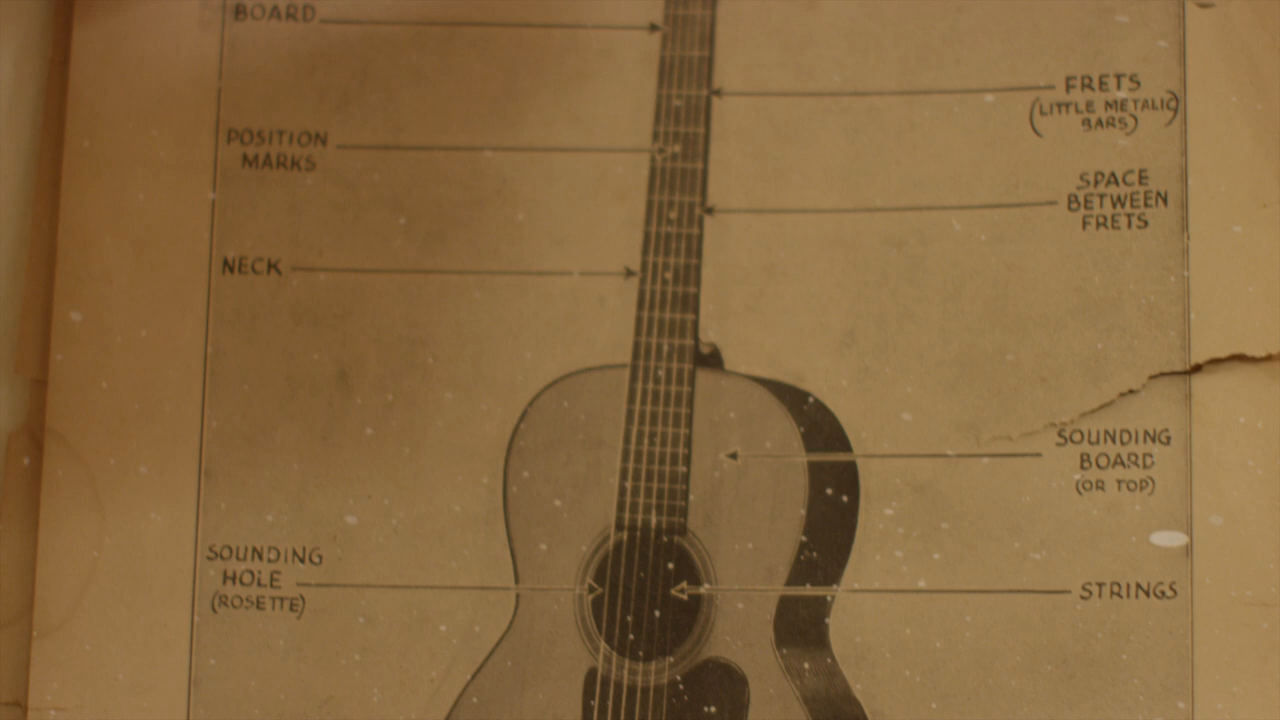 BOARD
POSITION
MARKS
NECK
SOUNDING
HOLE
(ROSETTE)
FRETS
(LITTLE METALIC
BARS)
SPACE
BETWEEN
FRETS
SOUNDING
BOARD
(OR TOP)
STRINGS